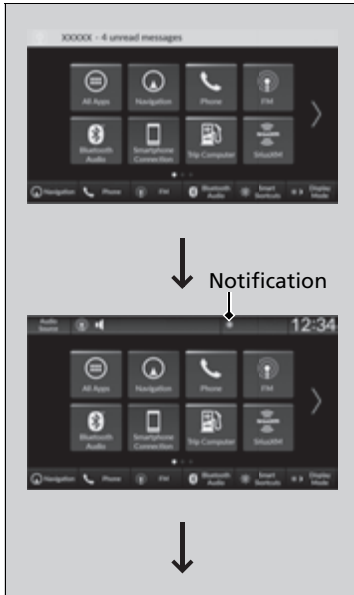 XXXXX - 4 unread messages
All Apps
Navigation
Phone
FM
Bluetooth
Audio
Smartphone
Connection
Trip Computer
SiriusXM
Navigation
Phone
FM
Bluetooth
Audio
Smart
Shortcuts
Display
Mode
Notification
Audio
Source
12:34
All Apps
Navigation
Phone
FM
Bluetooth
Audio
Smartphone
Connection
Trip Computer
SiriusXM
Navigation
Phone
FM
Bluetooth
Audio
Smart
Shortcuts
Display
Mode